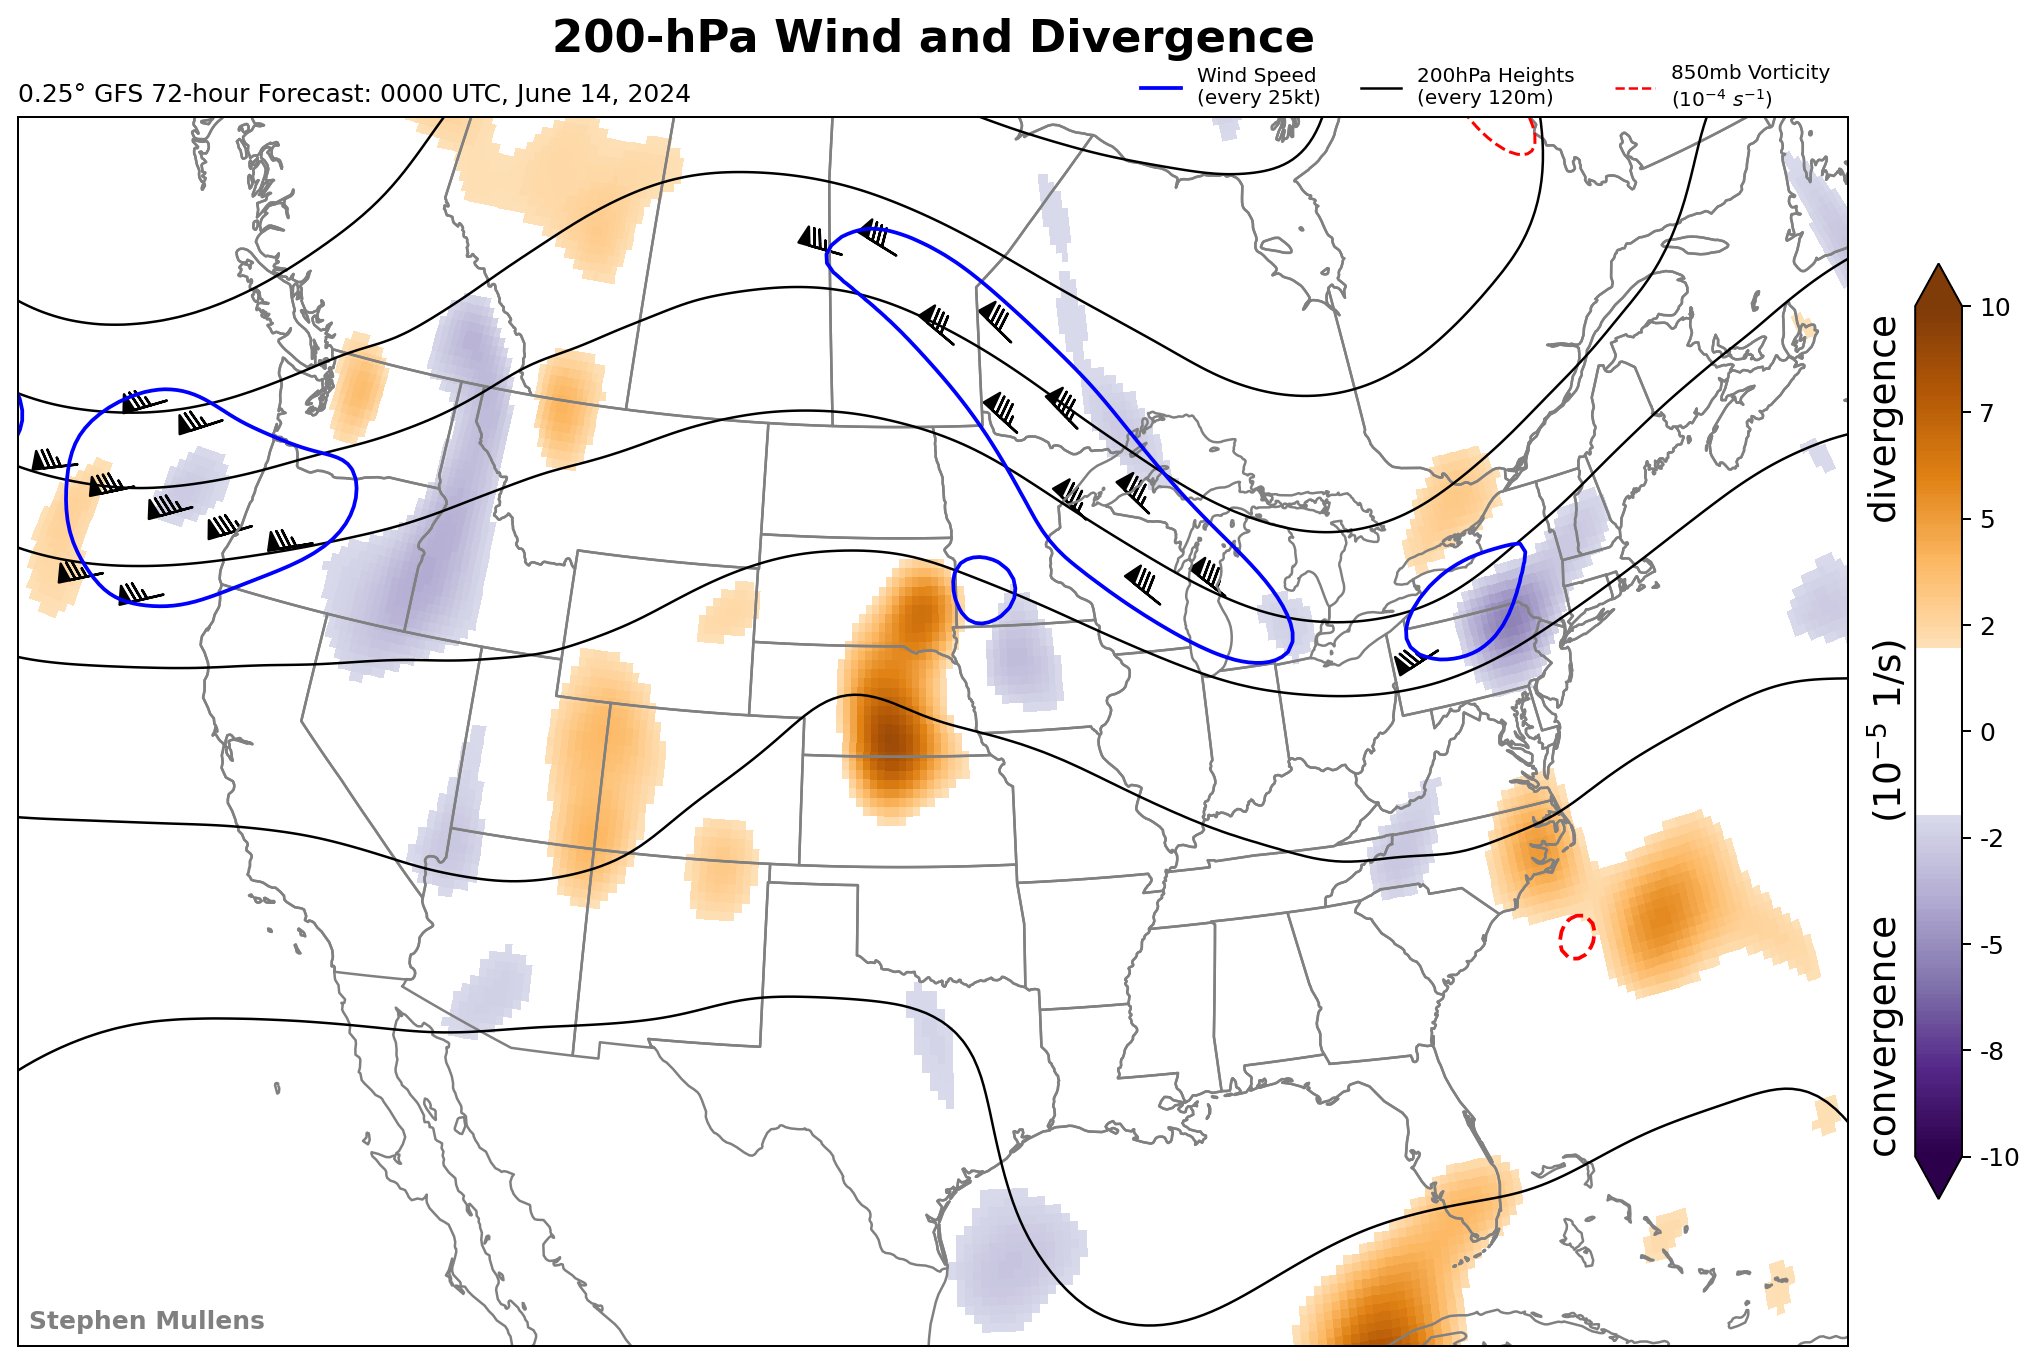 200-hPa Wind and Divergence
0.25° GFS 72-hour Forecast: 0000 UTC, June 14, 2024
Wind Speed
(every 25kt)
200hPa Heights
(every 120m)
850mb Vorticity
(10⁻⁴ s⁻¹)
10
7
5
2
0
-2
-5
-8
-10
convergence (10⁻⁵ 1/s) divergence
Stephen Mullens